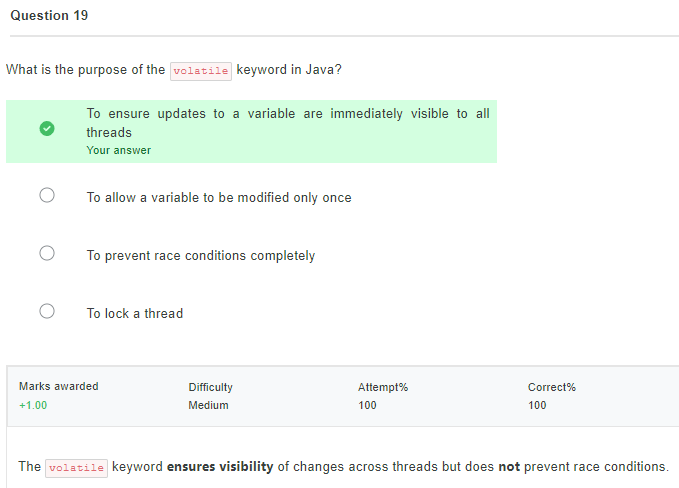 Question 19
What is the purpose of the volatile keyword in Java?
To ensure updates to a variable are immediately visible to all
threads
Your answer
To allow a variable to be modified only once
To prevent race conditions completely
To lock a thread
Marks awarded Difficulty Attempt% Correct%
+1.00 Medium 100 100
The volatile keyword ensures visibility of changes across threads but does not prevent race conditions.